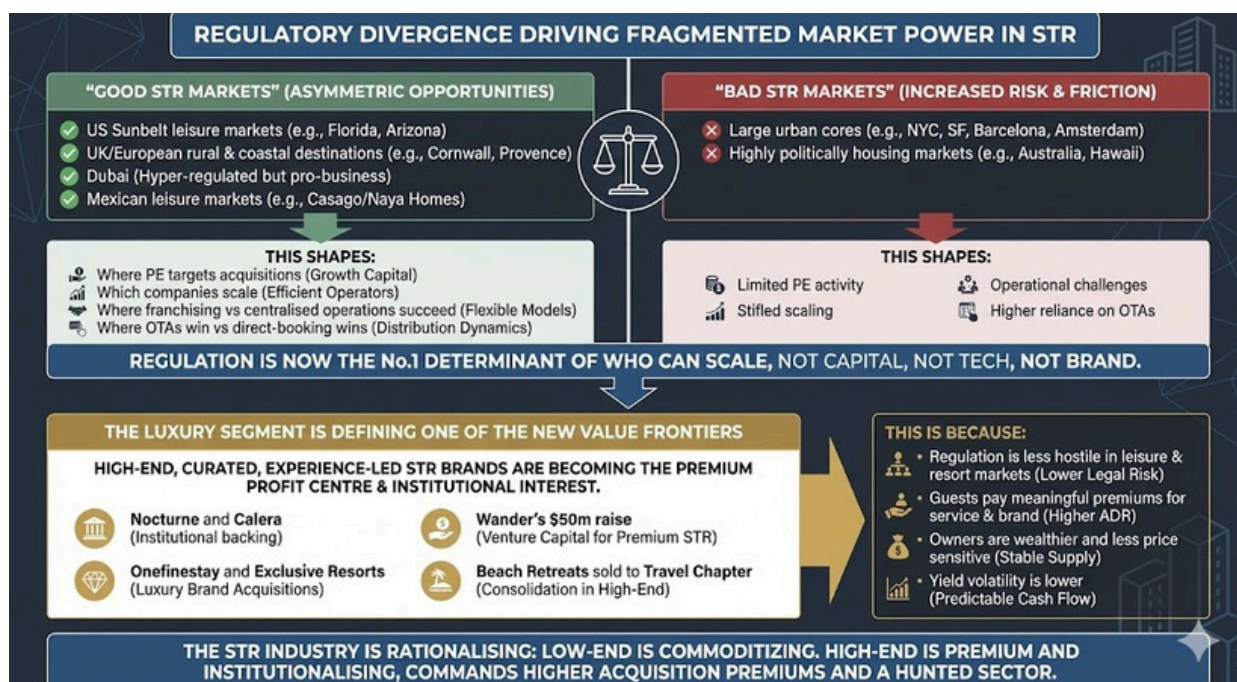 REGULATORY DIVERGENCE DRIVING FRAGMENTED MARKET POWER IN STR
“GOOD STR MARKETS” (ASYMMETRIC OPPORTUNITIES)
US Sunbelt leisure markets (e.g., Florida, Arizona)
UK/European rural & coastal destinations (e.g., Cornwall, Provence)
Dubai (Hyper-regulated but pro-business)
Mexican leisure markets (e.g., Casago/Naya Homes)
THIS SHAPES:
Where PE targets acquisitions (Growth Capital)
Which companies scale (Efficient Operators)
Where franchising vs centralised operations succeed (Flexible Models)
Where OTAs win vs direct-booking wins (Distribution Dynamics)
“BAD STR MARKETS” (INCREASED RISK & FRICTION)
Large urban cores (e.g., NYC, SF, Barcelona, Amsterdam)
Highly politically housing markets (e.g., Australia, Hawaii)
THIS SHAPES:
Limited PE activity
Stifled scaling
Operational challenges
Higher reliance on OTAs
REGULATION IS NOW THE No.1 DETERMINANT OF WHO CAN SCALE, NOT CAPITAL, NOT TECH, NOT BRAND.
THE LUXURY SEGMENT IS DEFINING ONE OF THE NEW VALUE FRONTIERS
HIGH-END, CURATED, EXPERIENCE-LED STR BRANDS ARE BECOMING THE PREMIUM
PROFIT CENTRE & INSTITUTIONAL INTEREST.
Nocturne and Calera
(Institutional backing)
Wander's $50m raise
(Venture Capital for Premium STR)
Onefinestay and Exclusive Resorts
(Luxury Brand Acquisitions)
Beach Retreats sold to Travel Chapter
(Consolidation in High-End)
THIS IS BECAUSE:
• Regulation is less hostile in leisure &
resort markets (Lower Legal Risk)
• Guests pay meaningful premiums for
service & brand (Higher ADR)
• Owners are wealthier and less price
sensitive (Stable Supply)
• Yield volatility is lower
(Predictable Cash Flow)
THE STR INDUSTRY IS RATIONALISING: LOW-END IS COMMODITIZING. HIGH-END IS PREMIUM AND
INSTITUTIONALISING, COMMANDS HIGHER ACQUISITION PREMIUMS AND A HUNTED SECTOR.